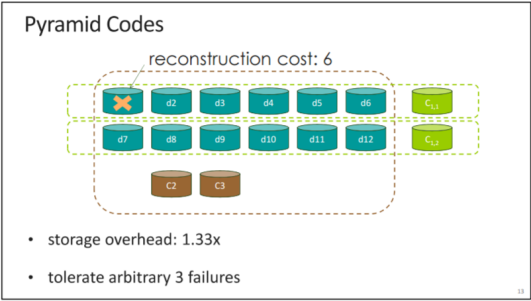 Pyramid Codes
reconstruction cost: 6
d2 d3 d4 d5 d6 C1,1
d7 d8 d9 d10 d11 d12 C1,2
C2 C3
• storage overhead: 1.33x
• tolerate arbitrary 3 failures
13